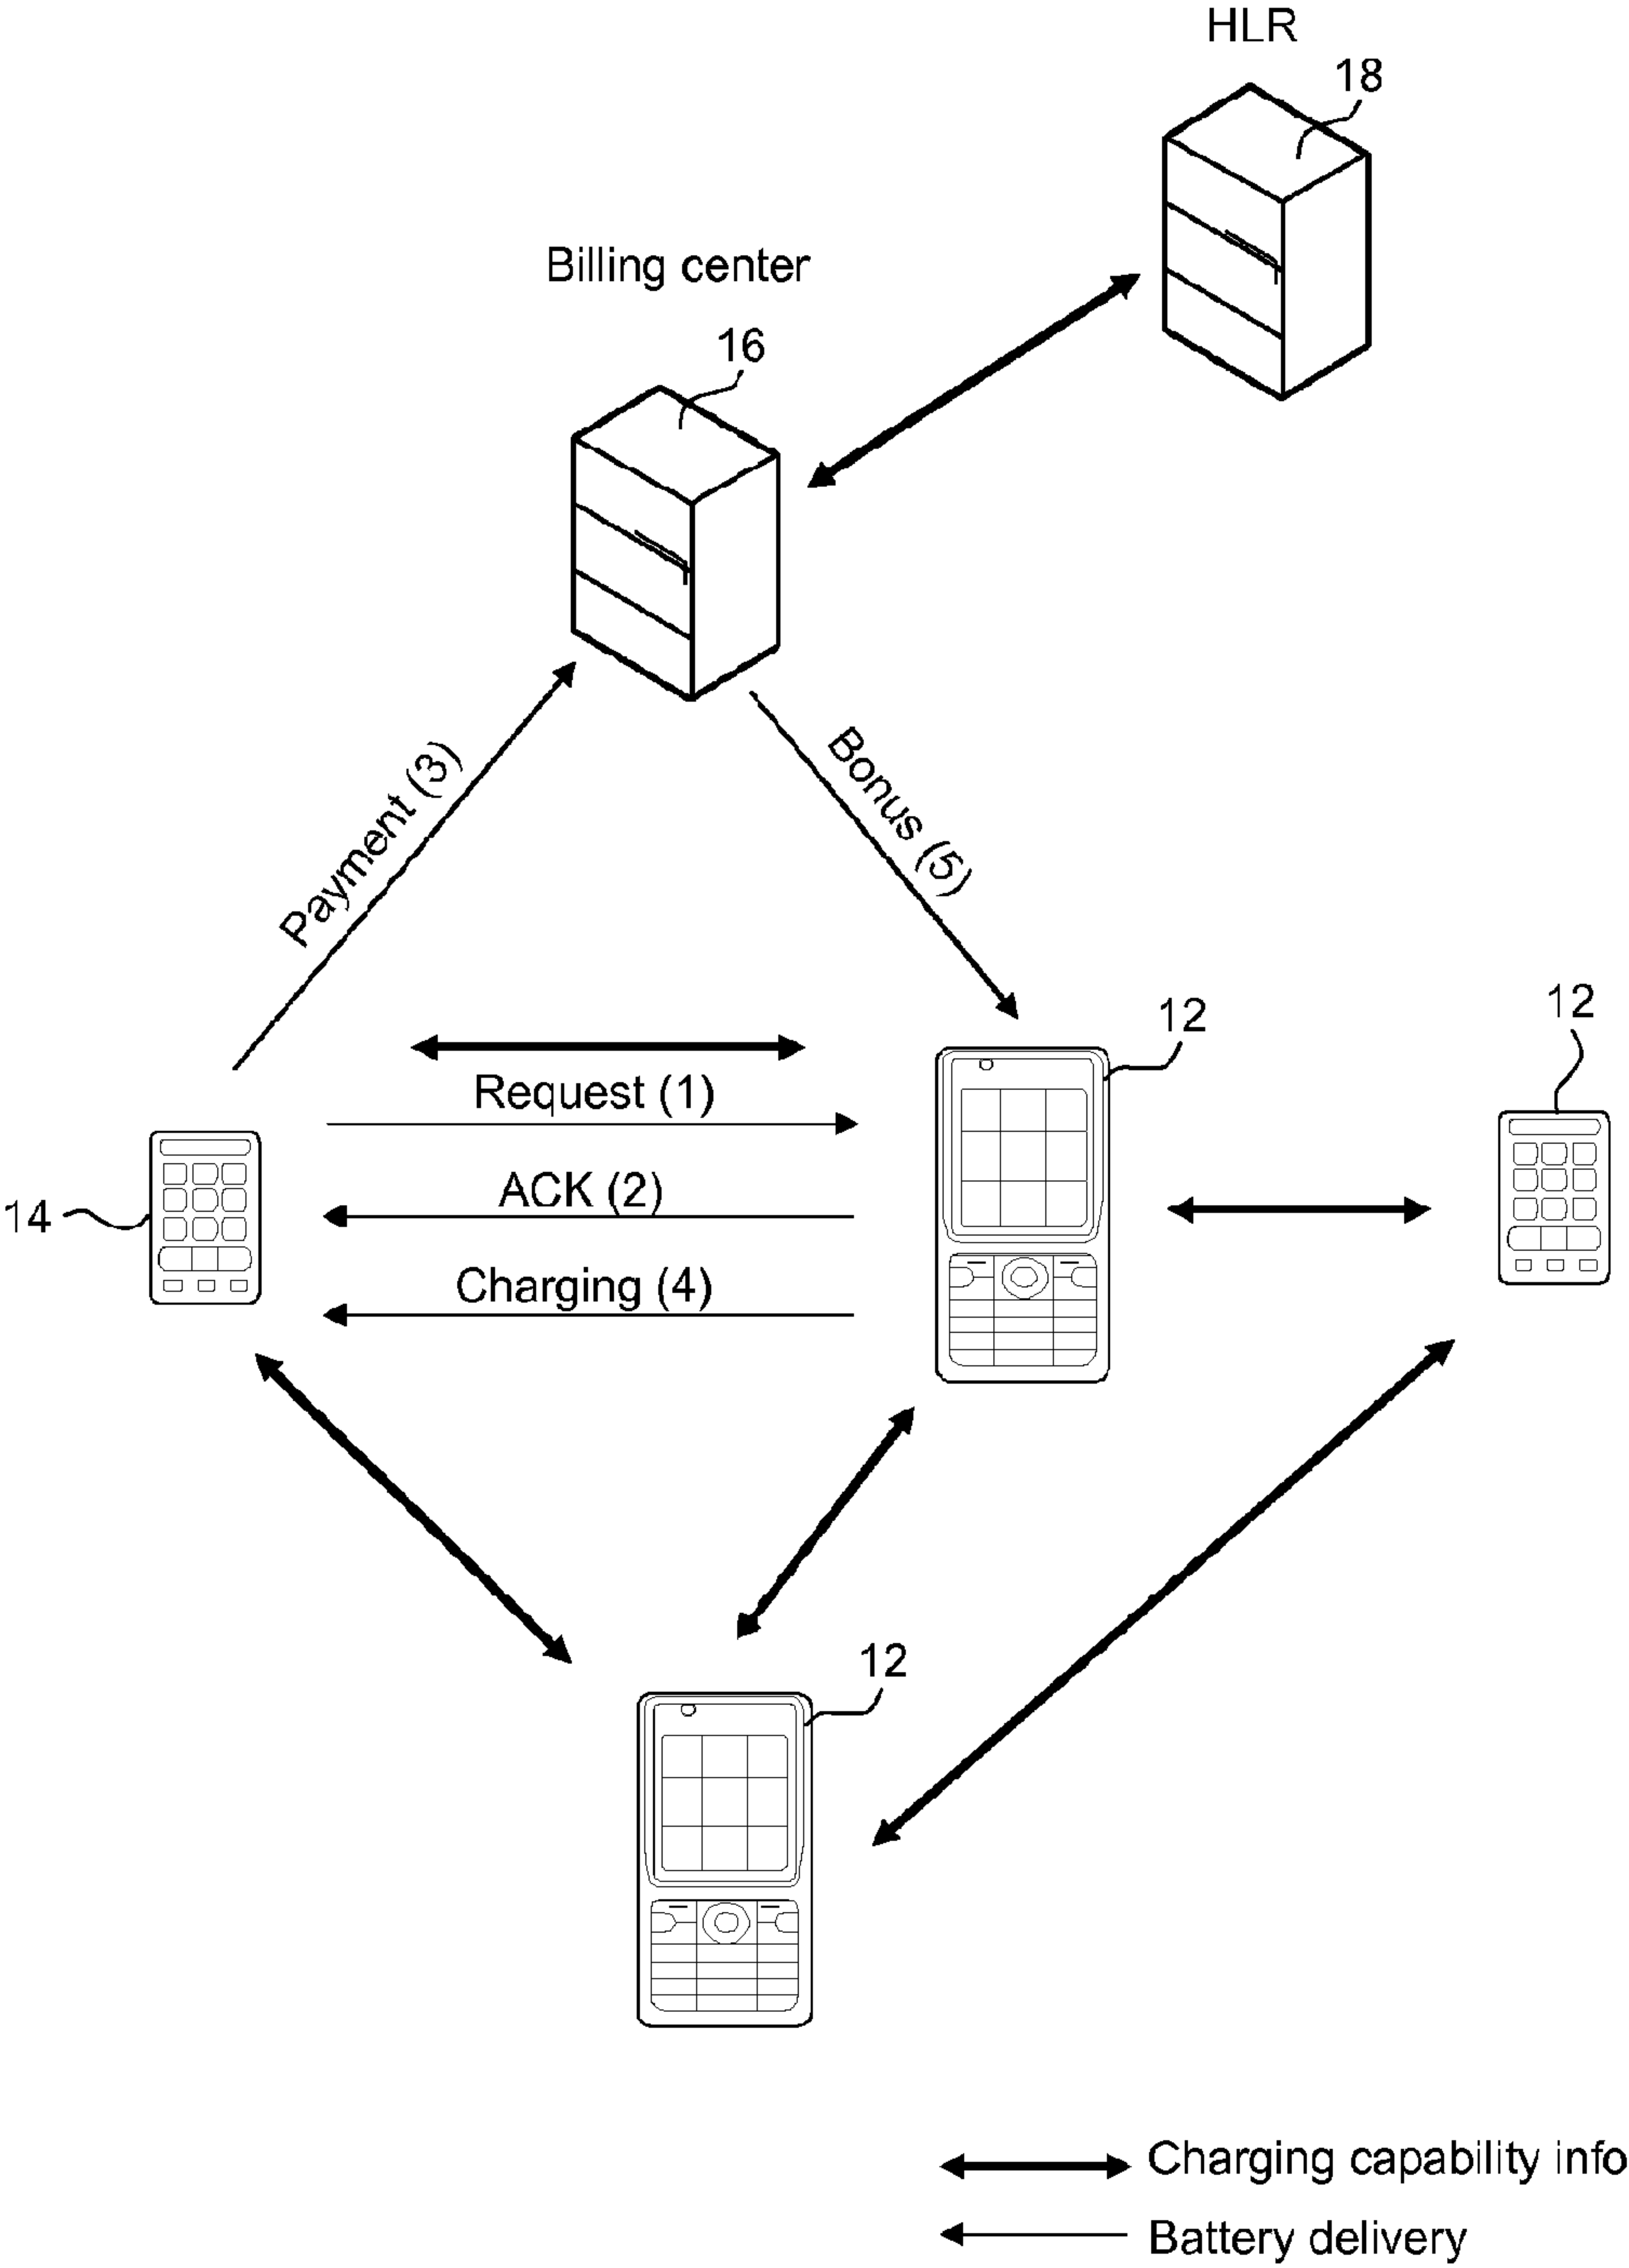 HLR
18
Billing center
16
Payment (3)
Bonus (5)
12
12
Request (1)
ACK (2)
14
Charging (4)
12
Charging capability info
Battery delivery